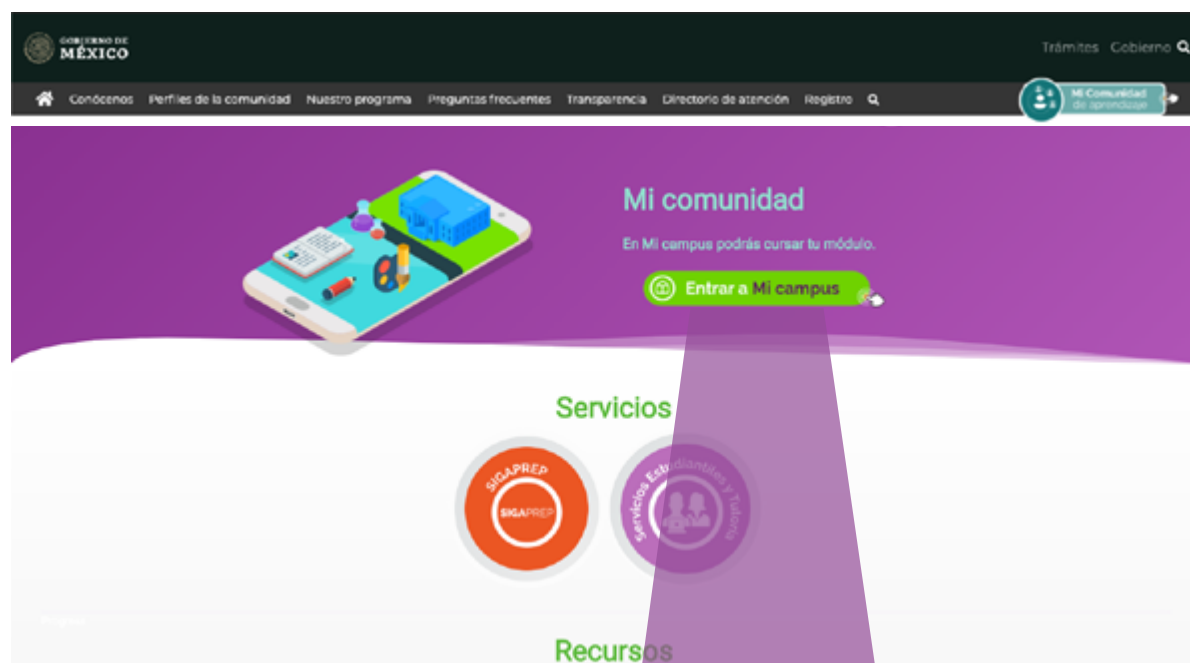 GOBIERNO DE
MÉXICO
Trámites Gobierno
Conócenos Perfiles de la comunidad Nuestro programa Preguntas frecuentes Transparencia Directorio de atención Registro
Mi Comunidad
de aprendizaje
Mi comunidad
En Mi campus podrás cursar tu módulo.
Entrar a Mi campus
Servicios
SIGAPREP
SIGAPREP
Servicios Estudiantiles y Tutoría
Recursos